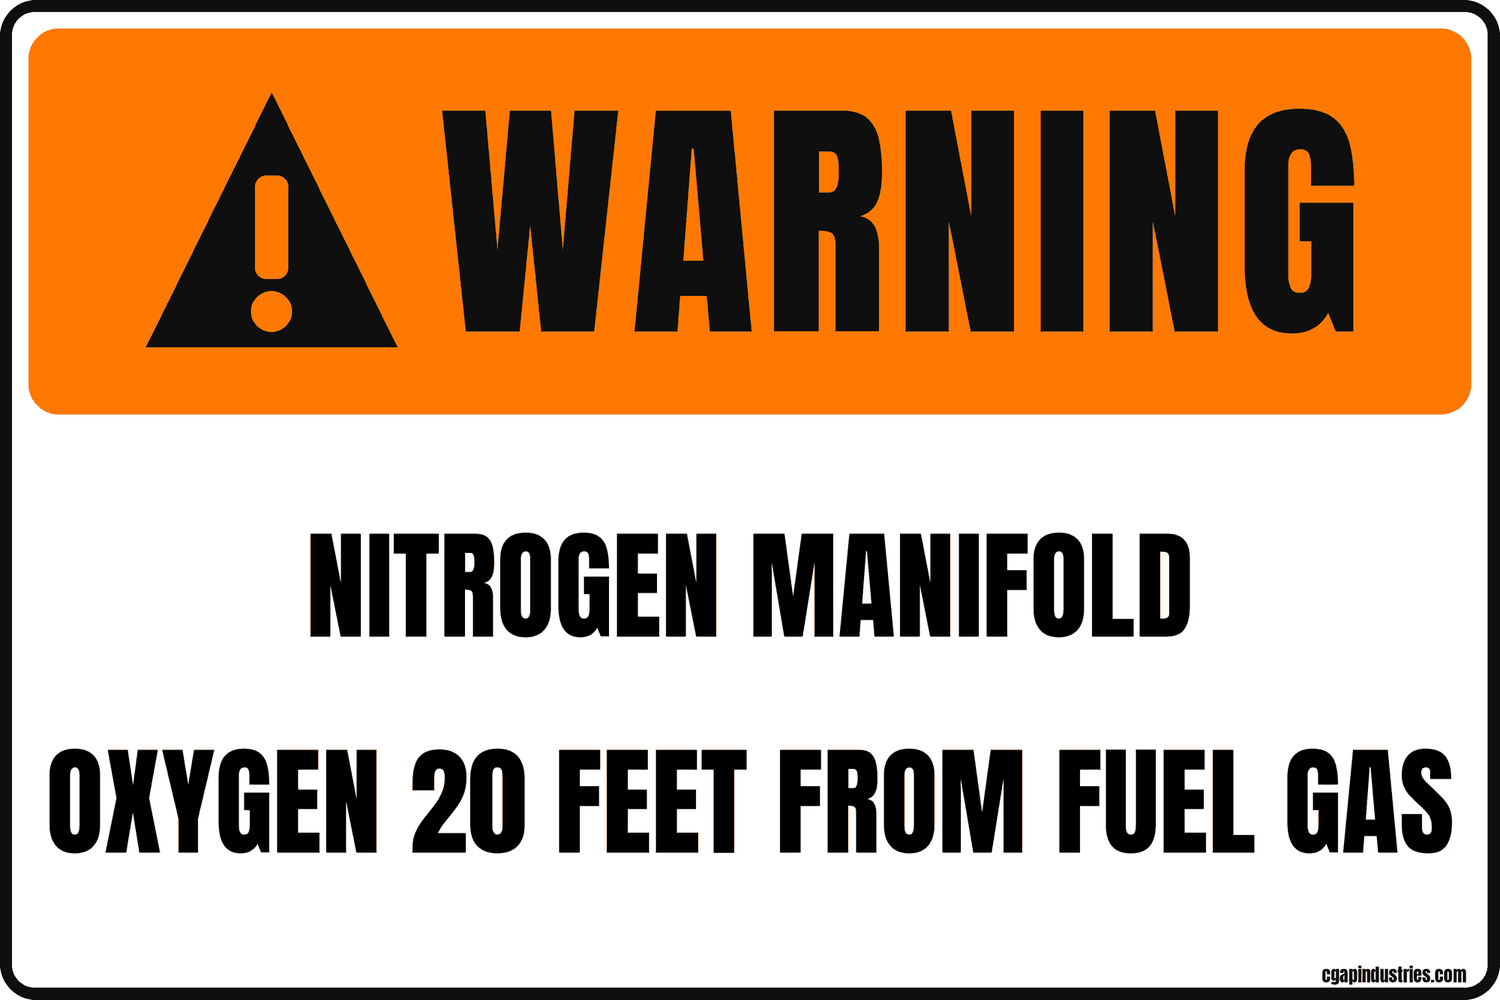 WARNING
NITROGEN MANIFOLD
OXYGEN 20 FEET FROM FUEL GAS
cgapindustries.com